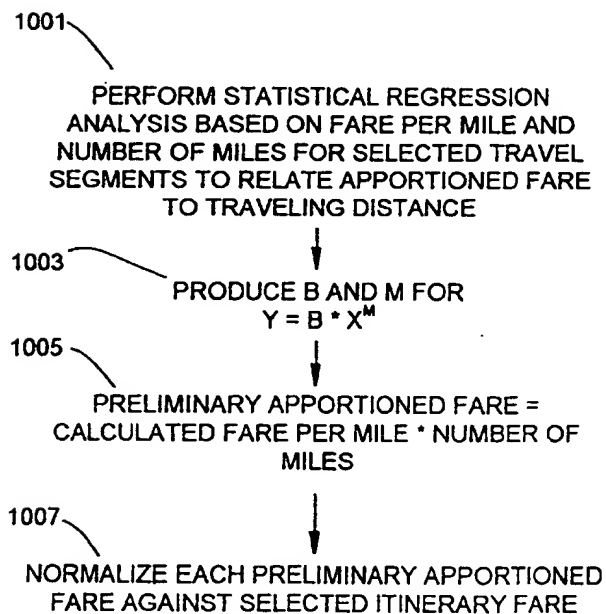 1001
PERFORM STATISTICAL REGRESSION
ANALYSIS BASED ON FARE PER MILE AND
NUMBER OF MILES FOR SELECTED TRAVEL
SEGMENTS TO RELATE APPORTIONED FARE
TO TRAVELING DISTANCE
1003
PRODUCE B AND M FOR
Y = B * X^M
1005
PRELIMINARY APPORTIONED FARE =
CALCULATED FARE PER MILE * NUMBER OF
MILES
1007
NORMALIZE EACH PRELIMINARY APPORTIONED
FARE AGAINST SELECTED ITINERARY FARE